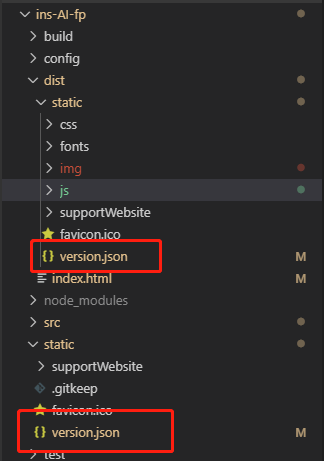 ins-AI-fp
build
config
dist
static
css
fonts
img
js
supportWebsite
favicon.ico
{} version.json M
index.html M
node_modules
src
static
supportWebsite
.gitkeep
favicon.ico
{} version.json M
test